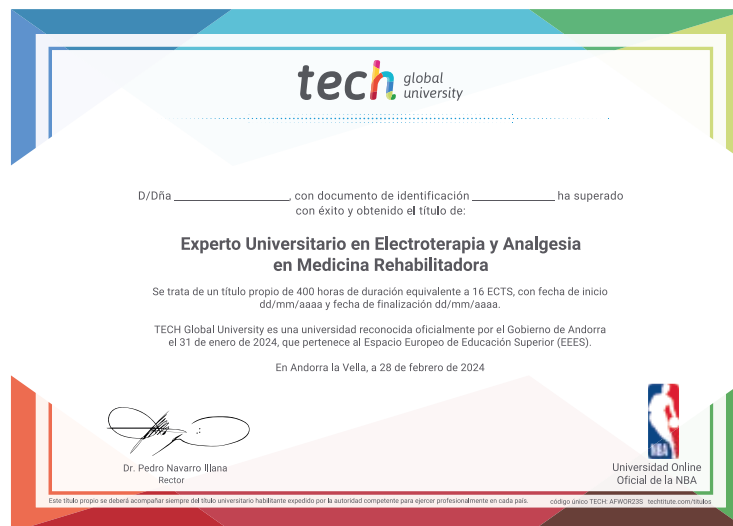 tech global university
D/Dña ____________________, con documento de identificación ______________ ha superado
con éxito y obtenido el título de:
Experto Universitario en Electroterapia y Analgesia
en Medicina Rehabilitadora
Se trata de un título propio de 400 horas de duración equivalente a 16 ECTS, con fecha de inicio
dd/mm/aaaa y fecha de finalización dd/mm/aaaa.
TECH Global University es una universidad reconocida oficialmente por el Gobierno de Andorra
el 31 de enero de 2024, que pertenece al Espacio Europeo de Educación Superior (EEES).
En Andorra la Vella, a 28 de febrero de 2024
Dr. Pedro Navarro Illana
Rector
NBA
Universidad Online
Oficial de la NBA
Este título propio se deberá acompañar siempre del título universitario habilitante expedido por la autoridad competente para ejercer profesionalmente en cada país.
código único TECH: AFWOR23S techtitute.com/titulos